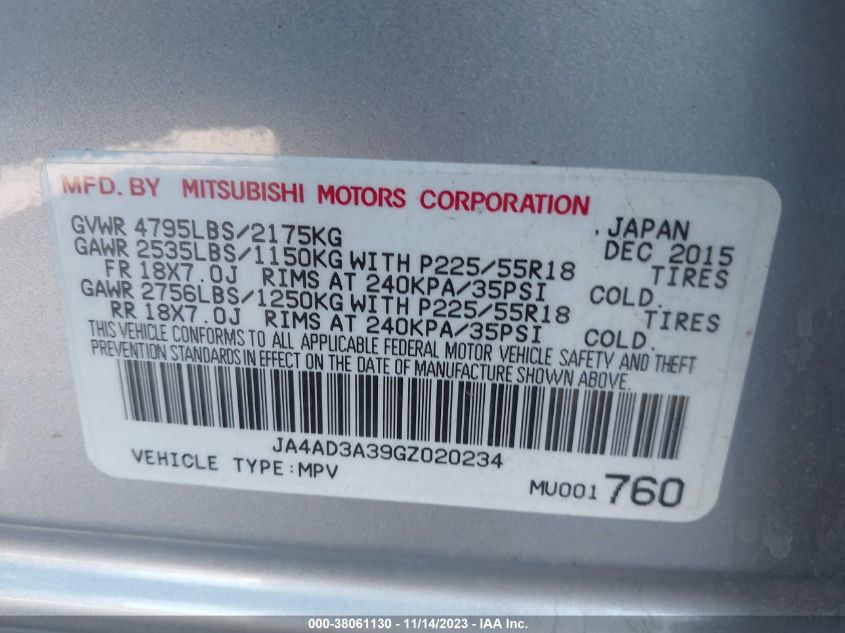 MFD. BY MITSUBISHI MOTORS CORPORATION
GVWR 4795LBS/2175KG . JAPAN
GAWR 2535LBS/1150KG WITH P225/55R18 DEC 2015
FR 18X7.0J RIMS AT 240KPA/35PSI TIRES
COLD.
GAWR 2756LBS/1250KG WITH P225/55R18 TIRES
RR 18X7.0J RIMS AT 240KPA/35PSI COLD.
THIS VEHICLE CONFORMS TO ALL APPLICABLE FEDERAL MOTOR VEHICLE SAFETY AND THEFT
PREVENTION STANDARDS IN EFFECT ON THE DATE OF MANUFACTURE SHOWN ABOVE.
JA4AD3A39GZ020234
VEHICLE TYPE:MPV
MU001760
000-38061130 - 11/14/2023 - IAA Inc.